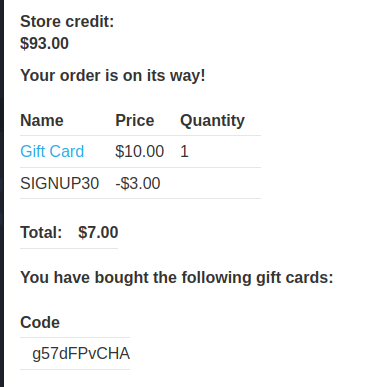 Store credit:
$93.00
Your order is on its way!
Name Price Quantity
Gift Card $10.00 1
SIGNUP30 -$3.00
Total: $7.00
You have bought the following gift cards:
Code
g57dFPvCHA